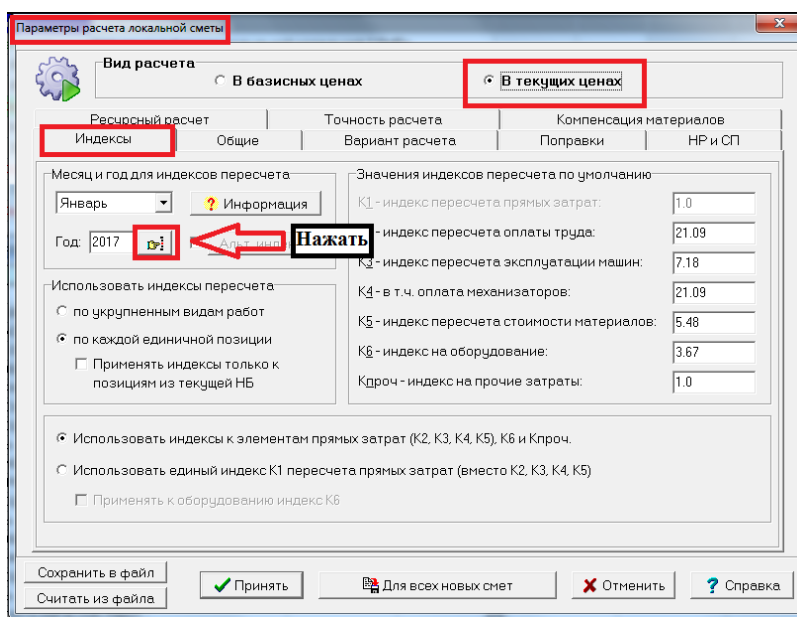 Параметры расчета локальной сметы
Вид расчета
В базисных ценах
В текущих ценах
Ресурсный расчет
Точность расчета
Компенсация материалов
Индексы
Общие
Вариант расчета
Поправки
НР и СП
Месяц и год для индексов пересчета
Январь
? Информация
Год: 2017
Альт. инд
Нажать
Использовать индексы пересчета
по укрупненным видам работ
по каждой единичной позиции
Применять индексы только к
позициям из текущей НБ
Значения индексов пересчета по умолчанию
К1 - индекс пересчета прямых затрат: 1.0
- индекс пересчета оплаты труда: 21.09
К3 - индекс пересчета эксплуатации машин: 7.18
К4 - в т.ч. оплата механизаторов: 21.09
К5 - индекс пересчета стоимости материалов: 5.48
К6 - индекс на оборудование: 3.67
Кпроч - индекс на прочие затраты: 1.0
Использовать индексы к элементам прямых затрат (К2, К3, К4, К5), К6 и Кпроч.
Использовать единый индекс К1 пересчета прямых затрат (вместо К2, К3, К4, К5)
Применять к оборудованию индекс К6
Сохранить в файл
Считать из файла
Принять
Для всех новых смет
Отменить
? Справка